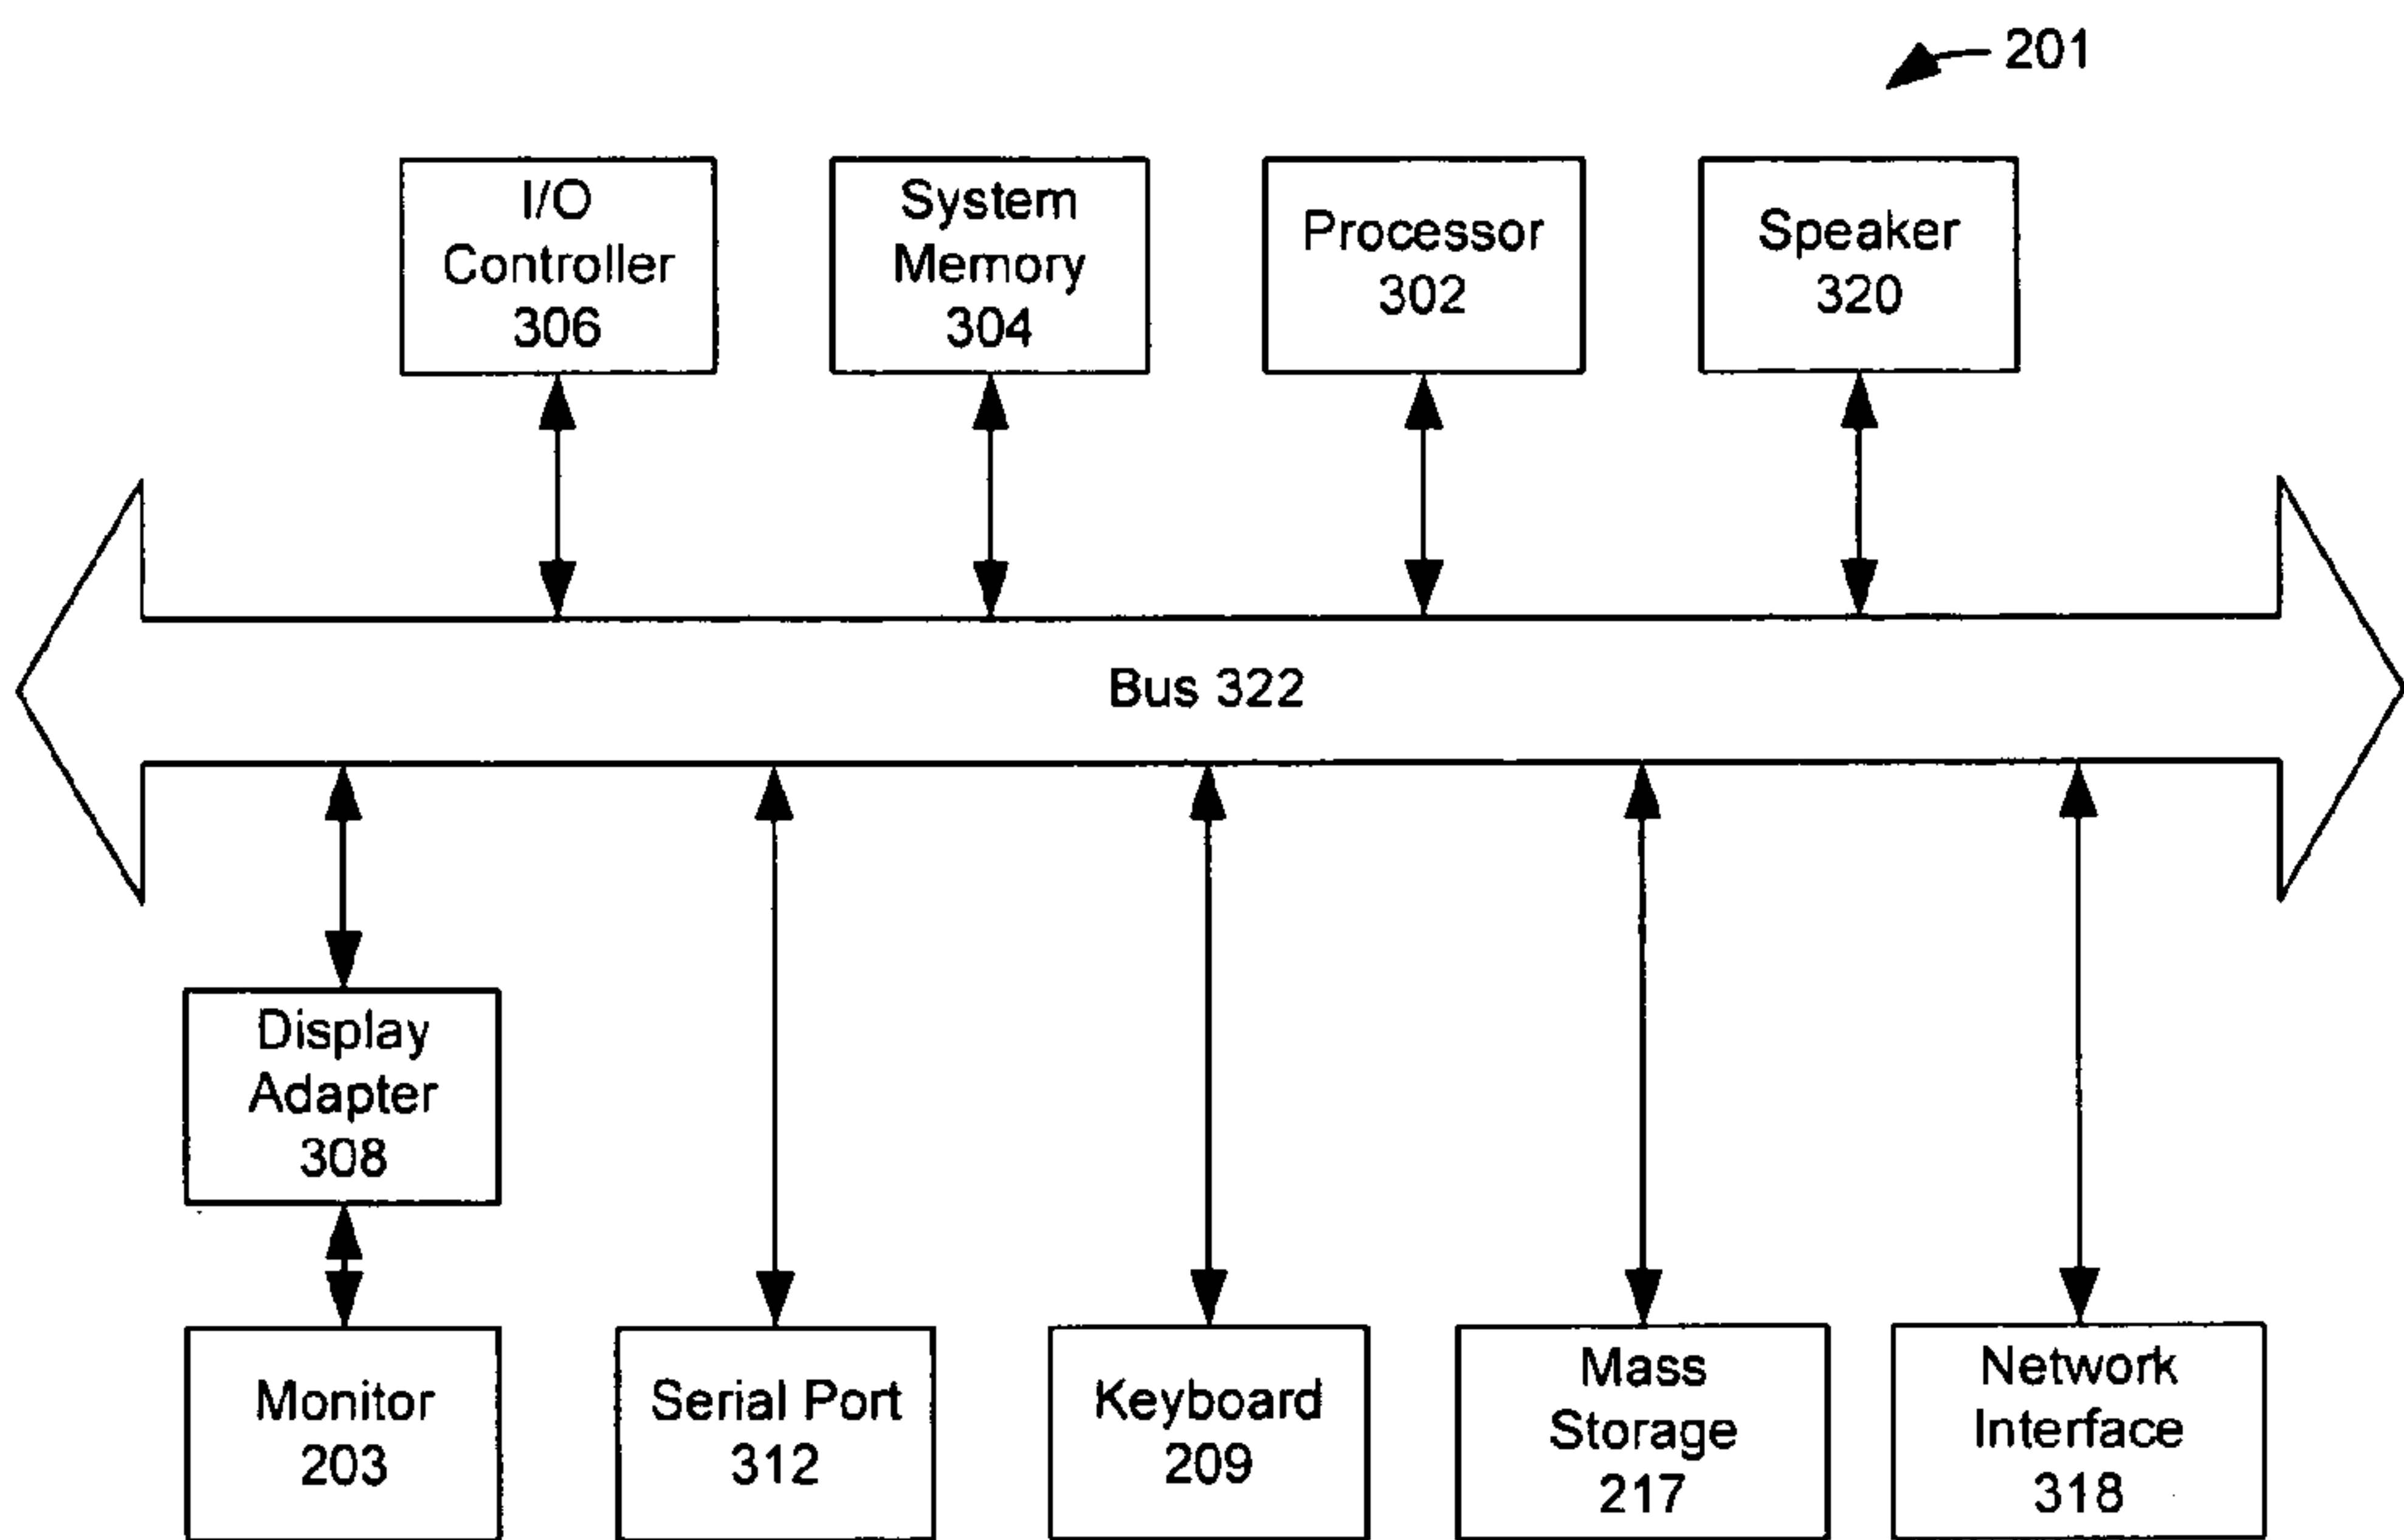 201
I/O
Controller
306
System
Memory
304
Processor
302
Speaker
320
Bus 322
Display
Adapter
308
Monitor
203
Serial Port
312
Keyboard
209
Mass
Storage
217
Network
Interface
318